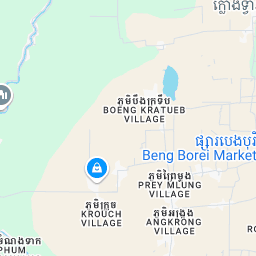 ភូមិបឹងក្រទឹប
BOENG KRATUEB
VILLAGE
ផ្សារបេងបុរី
Beng Borei Market
ភូមិព្រៃម្លូង
PREY MLUNG
VILLAGE
ភូមិក្រូច
KROUCH
VILLAGE
ភូមិអង្រ្កង
ANGKRONG
VILLAGE
PHUM